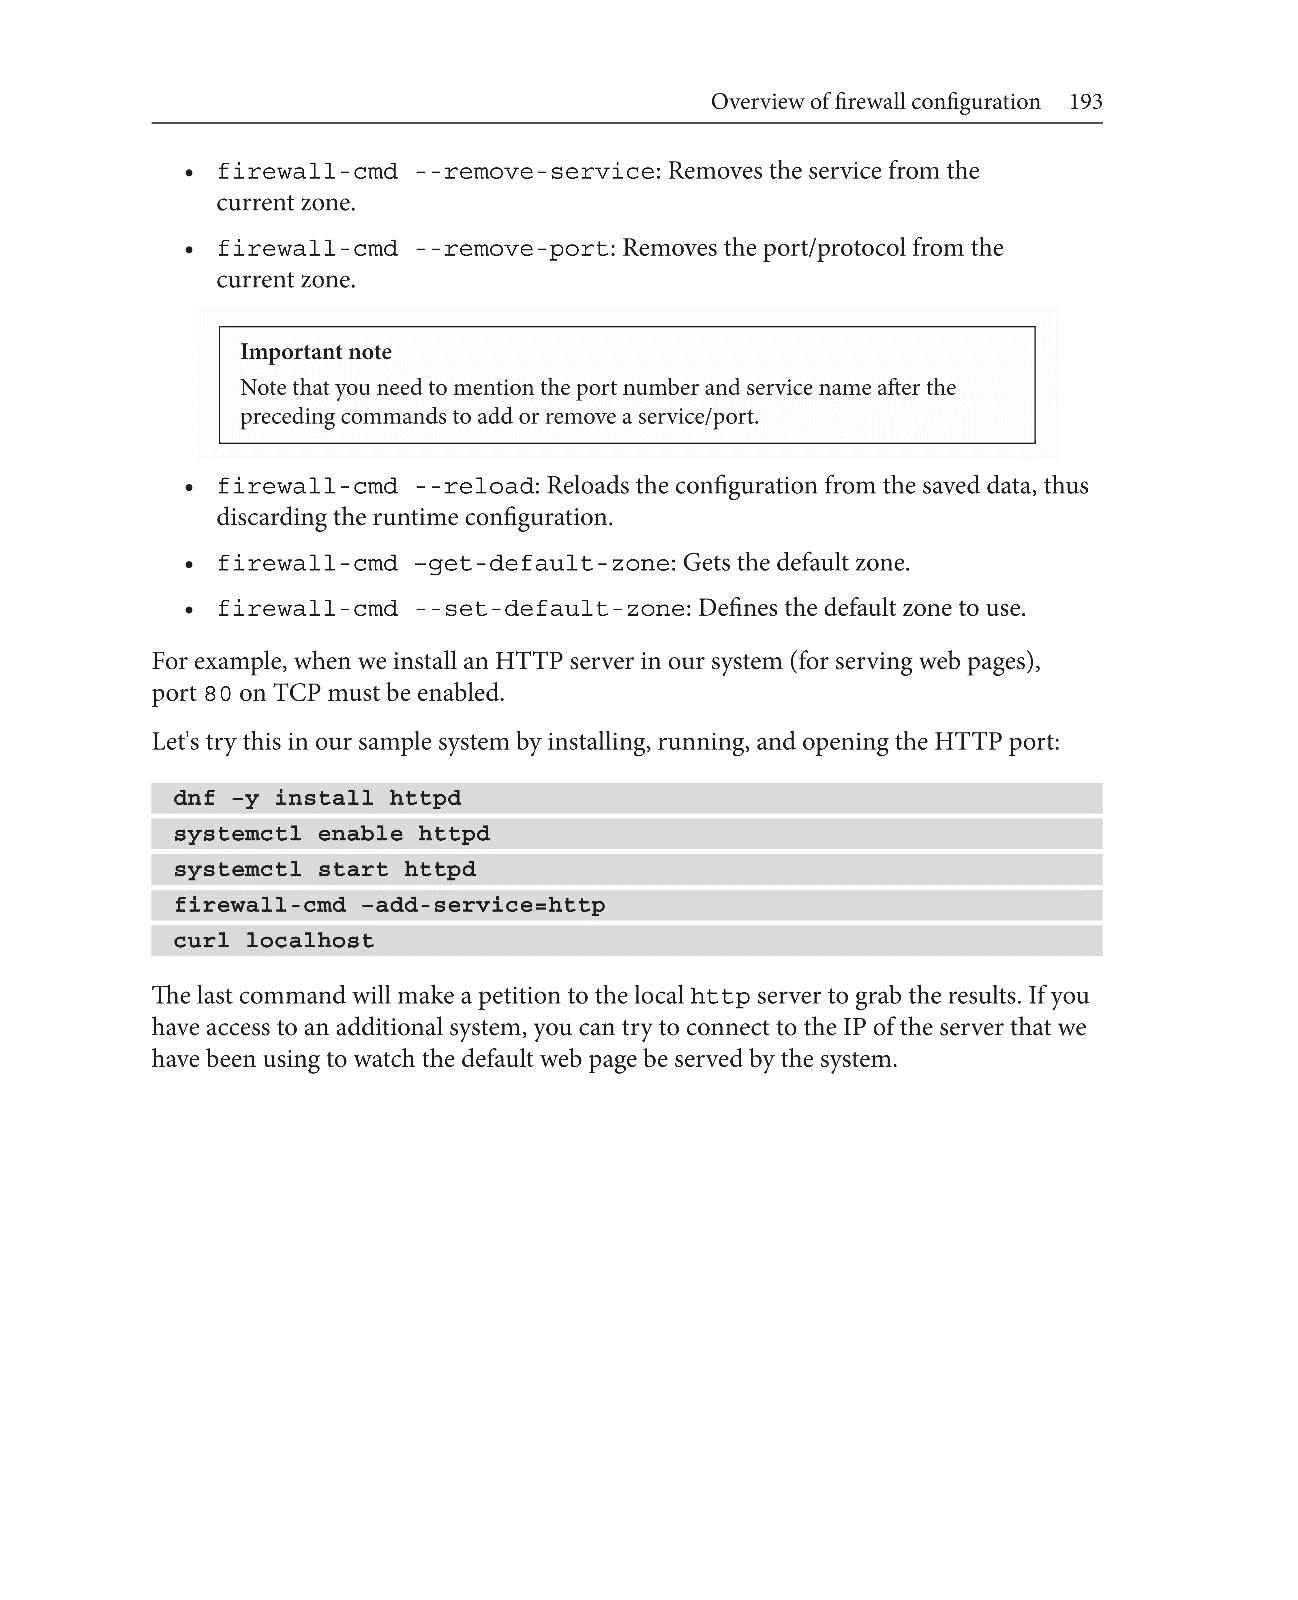 Overview of firewall configuration 193
• firewall-cmd --remove-service: Removes the service from the
current zone.
• firewall-cmd --remove-port: Removes the port/protocol from the
current zone.
Important note
Note that you need to mention the port number and service name after the
preceding commands to add or remove a service/port.
• firewall-cmd --reload: Reloads the configuration from the saved data, thus
discarding the runtime configuration.
• firewall-cmd –get-default-zone: Gets the default zone.
• firewall-cmd --set-default-zone: Defines the default zone to use.
For example, when we install an HTTP server in our system (for serving web pages),
port 80 on TCP must be enabled.
Let's try this in our sample system by installing, running, and opening the HTTP port:
dnf –y install httpd
systemctl enable httpd
systemctl start httpd
firewall-cmd –add-service=http
curl localhost
The last command will make a petition to the local http server to grab the results. If you
have access to an additional system, you can try to connect to the IP of the server that we
have been using to watch the default web page be served by the system.